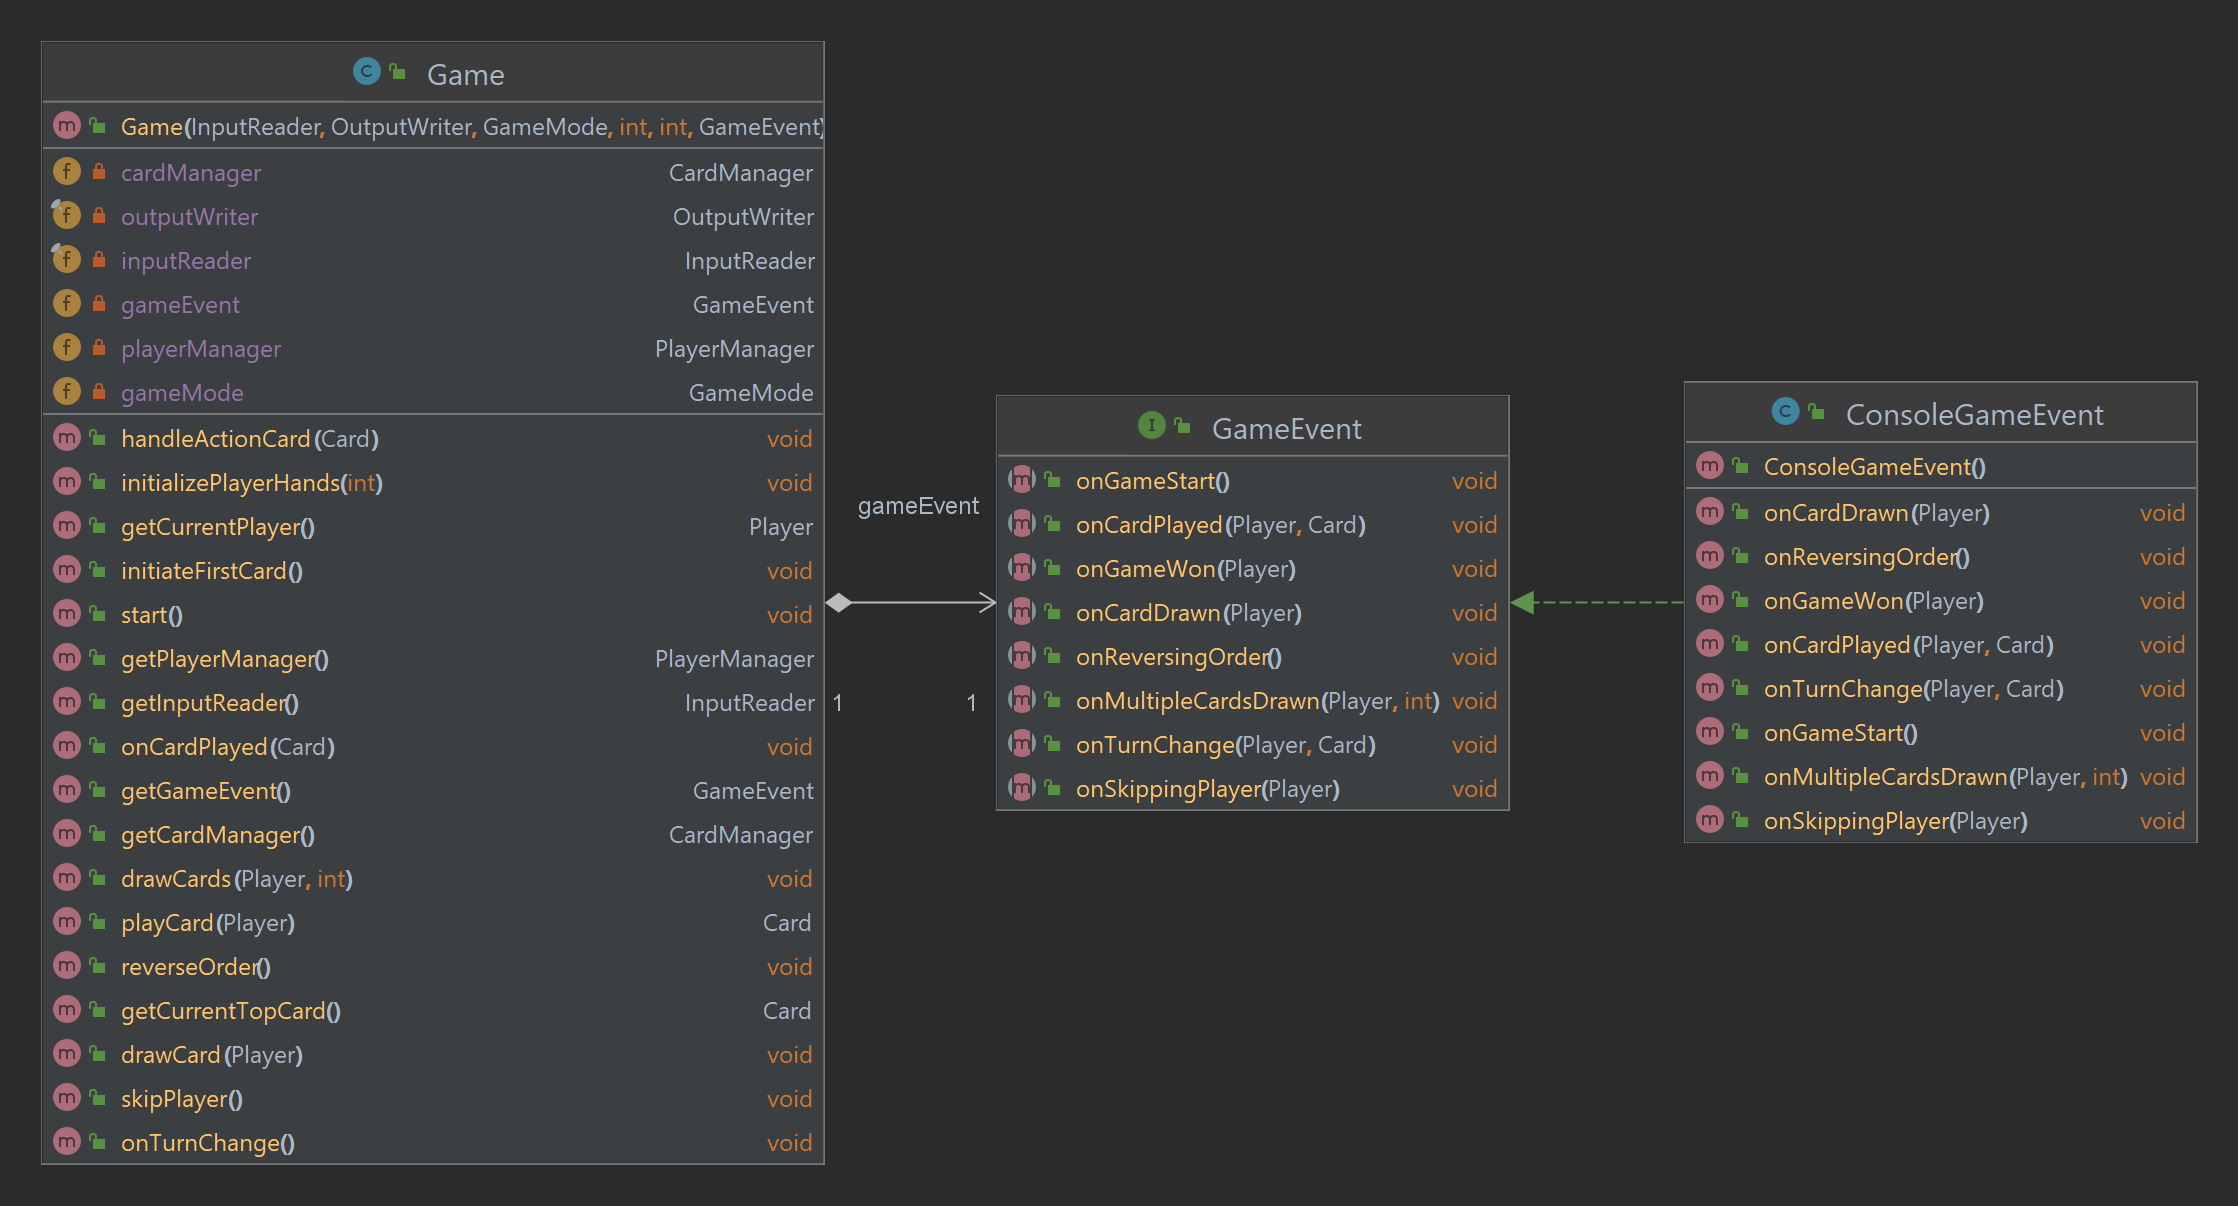 Game
Game(InputReader, OutputWriter, GameMode, int, int, GameEvent)
cardManager CardManager
outputWriter OutputWriter
inputReader InputReader
gameEvent GameEvent
playerManager PlayerManager
gameMode GameMode
handleActionCard(Card) void
initializePlayerHands(int) void
getCurrentPlayer() Player
initiateFirstCard() void
start() void
getPlayerManager() PlayerManager
getInputReader() InputReader
onCardPlayed(Card) void
getGameEvent() GameEvent
getCardManager() CardManager
drawCards(Player, int) void
playCard(Player) Card
reverseOrder() void
getCurrentTopCard() Card
drawCard(Player) void
skipPlayer() void
onTurnChange() void
gameEvent
1 1
GameEvent
onGameStart() void
onCardPlayed(Player, Card) void
onGameWon(Player) void
onCardDrawn(Player) void
onReversingOrder() void
onMultipleCardsDrawn(Player, int) void
onTurnChange(Player, Card) void
onSkippingPlayer(Player) void
ConsoleGameEvent
ConsoleGameEvent()
onCardDrawn(Player) void
onReversingOrder() void
onGameWon(Player) void
onCardPlayed(Player, Card) void
onTurnChange(Player, Card) void
onGameStart() void
onMultipleCardsDrawn(Player, int) void
onSkippingPlayer(Player) void